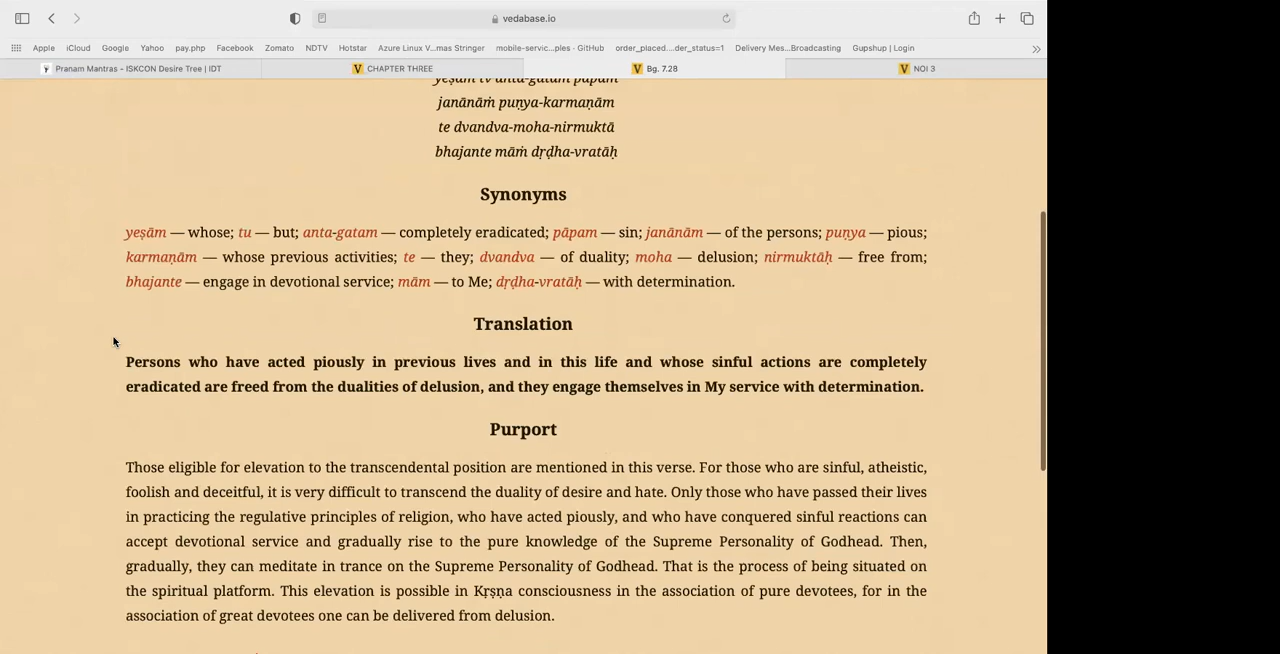 vedabase.io
Apple iCloud Google Yahoo pay.php Facebook Zomato NDTV Hotstar Azure Linux V...mas Stringer mobile-servic...ples · GitHub order_placed....der_status=1 Delivery Mes...Broadcasting Gupshup | Login
Pranam Mantras – ISKCON Desire Tree | IDT CHAPTER THREE Bg. 7.28 NOI 3
yeṣāṁ tv anta-gataṁ pāpaṁ
janānāṁ puṇya-karmaṇām
te dvandva-moha-nirmuktā
bhajante māṁ dṛḍha-vratāḥ
Synonyms
yeṣām — whose; tu — but; anta-gatam — completely eradicated; pāpam — sin; janānām — of the persons; puṇya — pious;
karmaṇām — whose previous activities; te — they; dvandva — of duality; moha — delusion; nirmuktāḥ — free from;
bhajante — engage in devotional service; mām — to Me; dṛḍha-vratāḥ — with determination.
Translation
Persons who have acted piously in previous lives and in this life and whose sinful actions are completely
eradicated are freed from the dualities of delusion, and they engage themselves in My service with determination.
Purport
Those eligible for elevation to the transcendental position are mentioned in this verse. For those who are sinful, atheistic,
foolish and deceitful, it is very difficult to transcend the duality of desire and hate. Only those who have passed their lives
in practicing the regulative principles of religion, who have acted piously, and who have conquered sinful reactions can
accept devotional service and gradually rise to the pure knowledge of the Supreme Personality of Godhead. Then,
gradually, they can meditate in trance on the Supreme Personality of Godhead. That is the process of being situated on
the spiritual platform. This elevation is possible in Kṛṣṇa consciousness in the association of pure devotees, for in the
association of great devotees one can be delivered from delusion.